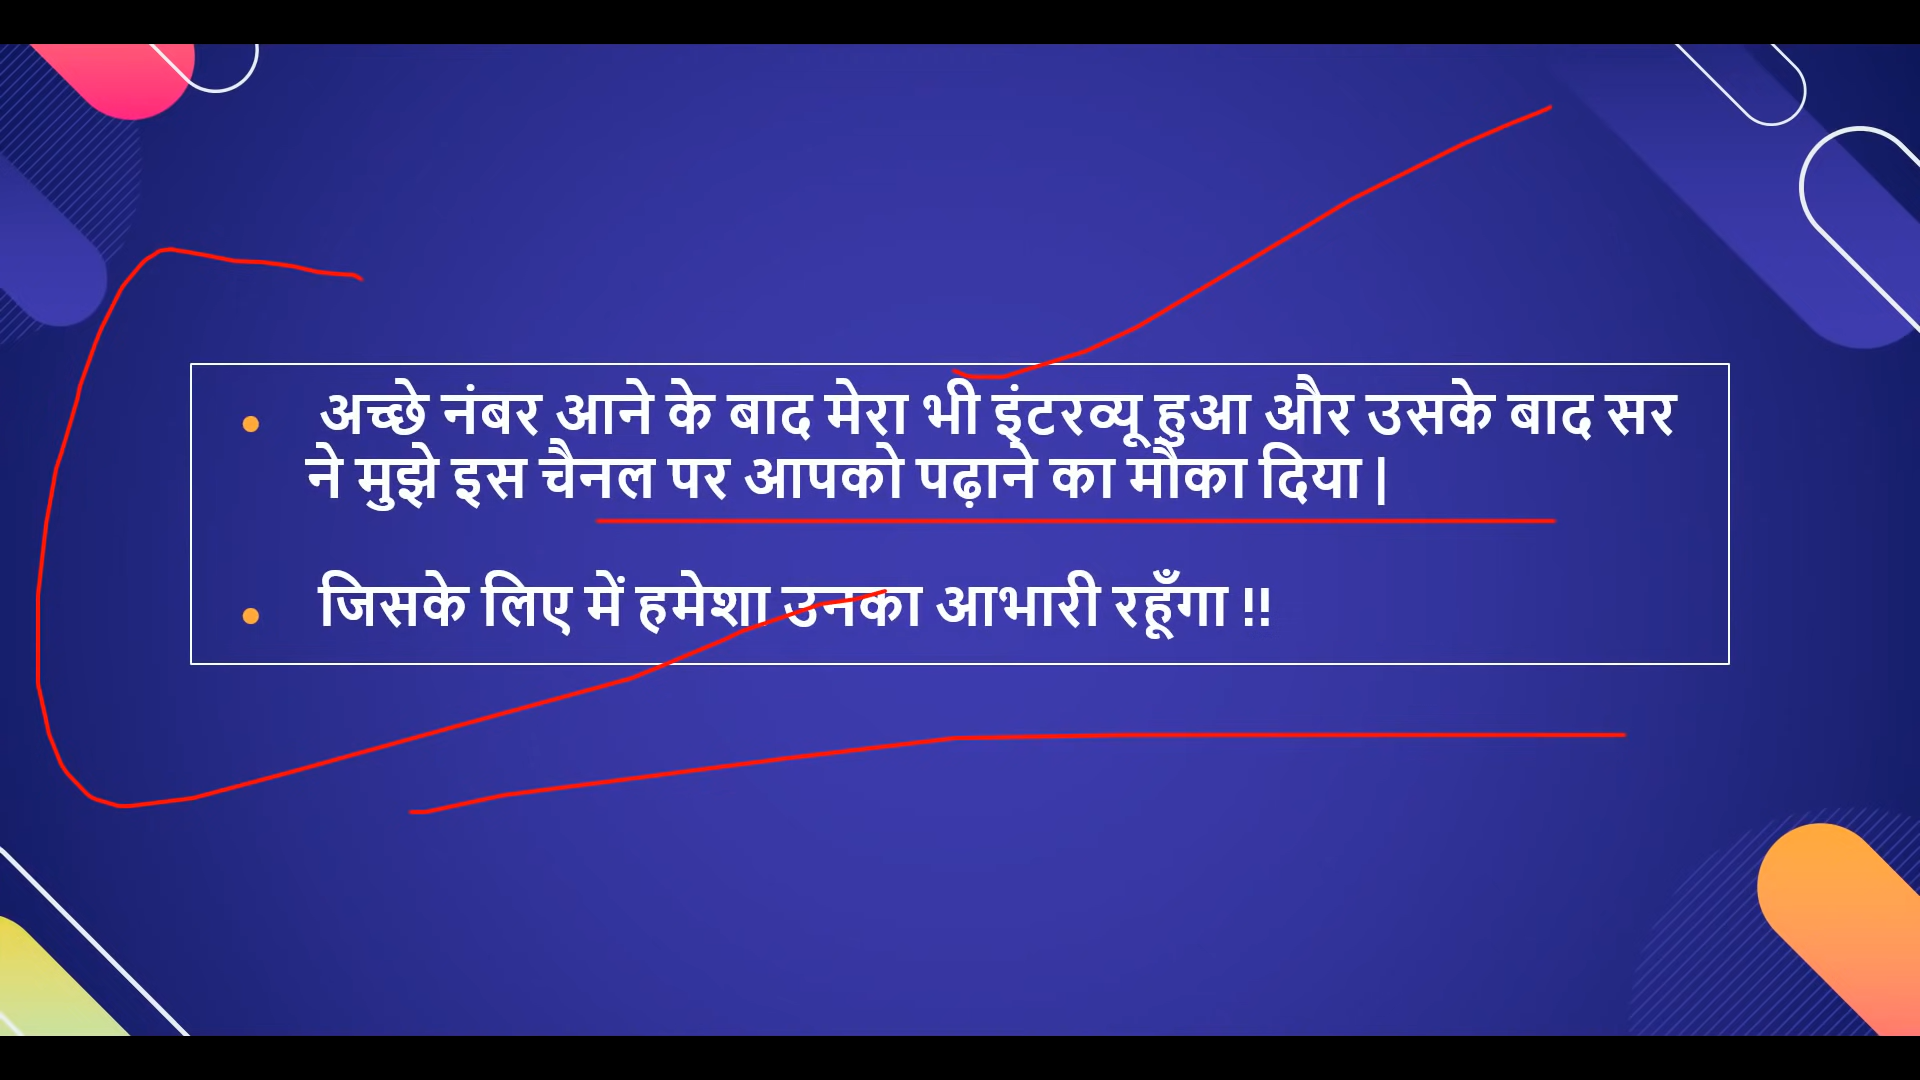 अच्छे नंबर आने के बाद मेरा भी इंटरव्यू हुआ और उसके बाद सर
ने मुझे इस चैनल पर आपको पढ़ाने का मौका दिया |
जिसके लिए में हमेशा उनका आभारी रहूँगा !!